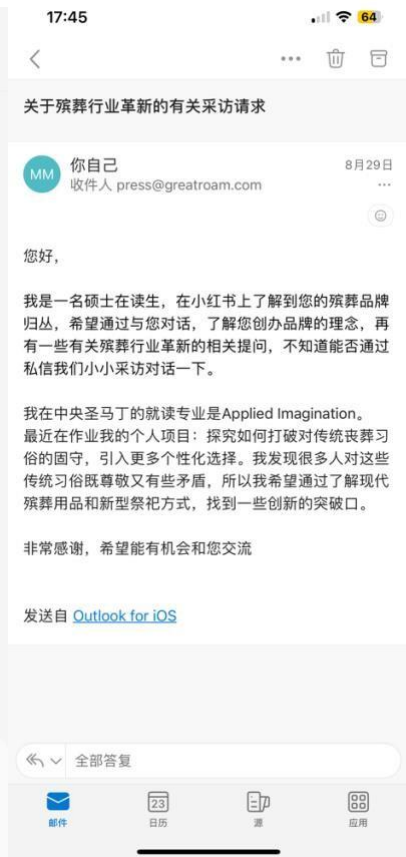 17:45
64
关于殡葬行业革新的有关采访请求
MM
你自己
8月29日
收件人 press@greatroam.com
您好，
我是一名硕士在读生，在小红书上了解到您的殡葬品牌
归丛，希望通过与您对话，了解您创办品牌的理念，再
有一些有关殡葬行业革新的相关提问，不知道能否通过
私信我们小小采访对话一下。
我在中央圣马丁的就读专业是Applied Imagination。
最近在作业我的个人项目：探究如何打破对传统丧葬习
俗的固守，引入更多个性化选择。我发现很多人对这些
传统习俗既尊敬又有些矛盾，所以我希望通过了解现代
殡葬用品和新型祭祀方式，找到一些创新的突破口。
非常感谢，希望能有机会和您交流
发送自 Outlook for iOS
全部答复
23
邮件
日历
源
应用